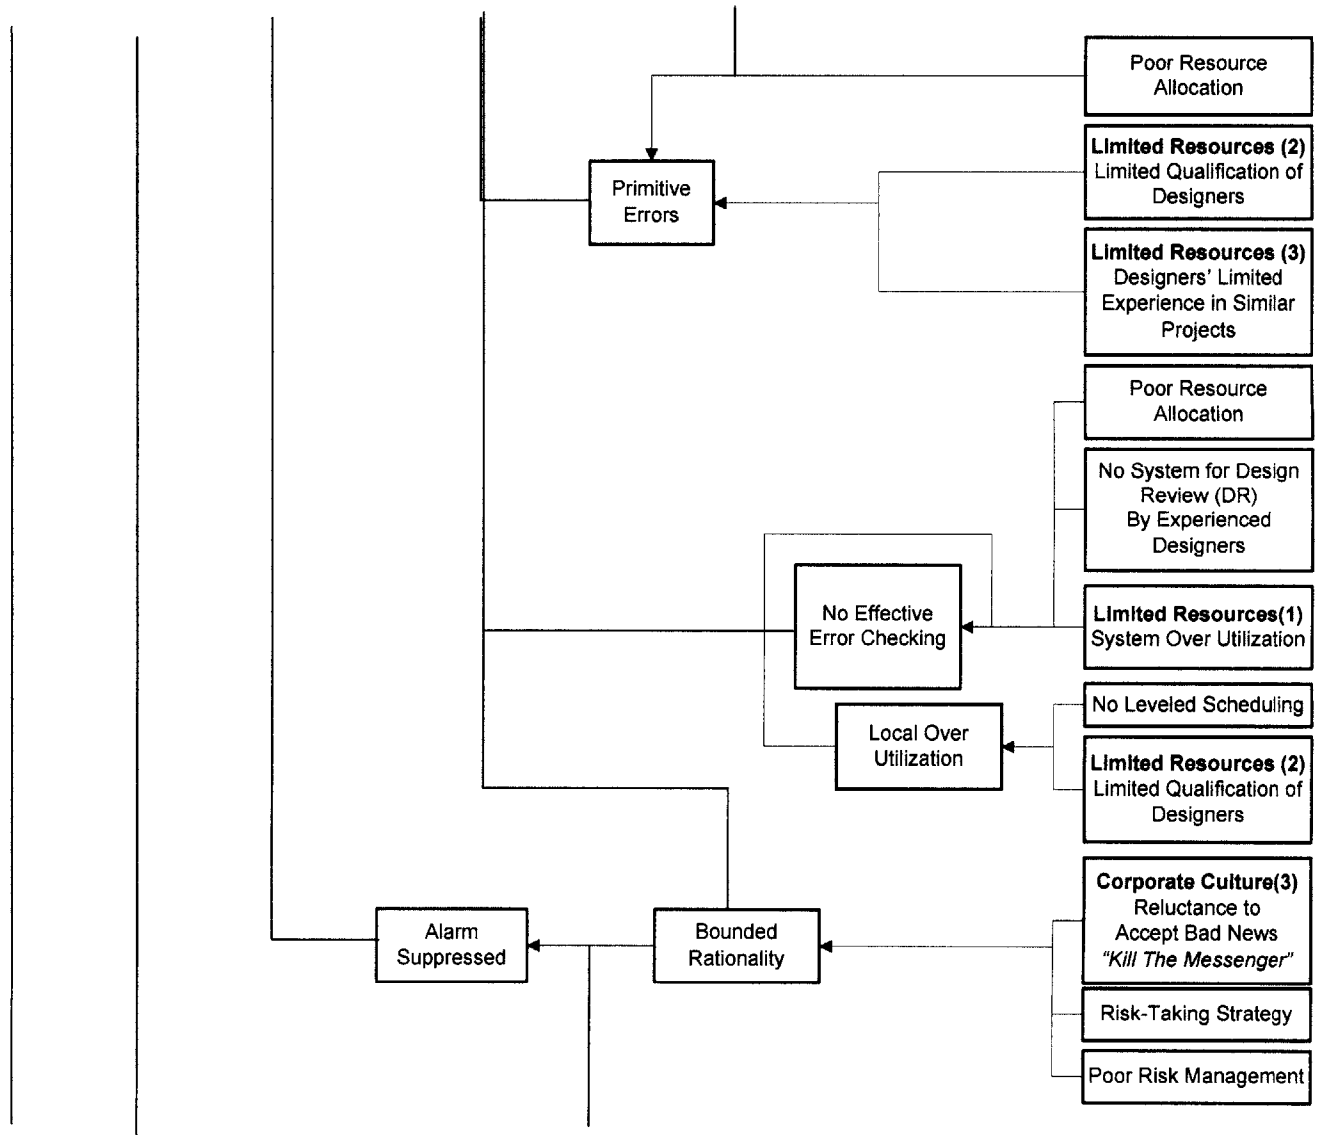 Poor Resource
Allocation
Limited Resources (2)
Limited Qualification of
Designers
Primitive
Errors
Limited Resources (3)
Designers' Limited
Experience in Similar
Projects
Poor Resource
Allocation
No System for Design
Review (DR)
By Experienced
Designers
No Effective
Error Checking
Limited Resources(1)
System Over Utilization
No Leveled Scheduling
Local Over
Utilization
Limited Resources (2)
Limited Qualification of
Designers
Corporate Culture(3)
Reluctance to
Accept Bad News
"Kill The Messenger"
Alarm
Suppressed
Bounded
Rationality
Risk-Taking Strategy
Poor Risk Management